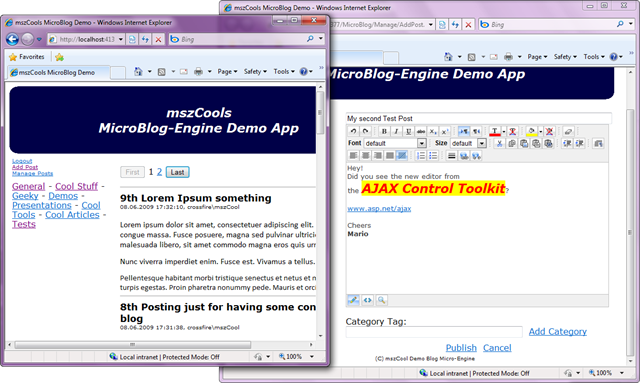 mszCools MicroBlog Demo - Windows Internet Explorer
http://localhost:413
Bing
Favorites
mszCools MicroBlog Demo
Page
Safety
mszCools
MicroBlog-Engine Demo App
Logout
Add Post
Manage Posts
General - Cool Stuff -
Geeky - Demos -
Presentations - Cool
Tools - Cool Articles -
Tests
First 1 2 Last
9th Lorem Ipsum something
08.06.2009 17:32:10, crossfire\mszCool
Lorem ipsum dolor sit amet, consectetuer adipiscing elit.
congue massa. Fusce posuere, magna sed pulvinar ultricie
malesuada libero, sit amet commodo magna eros quis urn
Nunc viverra imperdiet enim. Fusce est. Vivamus a tellus.
Pellentesque habitant morbi tristique senectus et netus et n
turpis egestas. Proin pharetra nonummy pede. Mauris et orci
8th Posting just for having some con
blog
08.06.2009 17:31:38, crossfire\mszCool
Local intranet | Protected Mode: Off
100%
mszCools MicroBlog Demo - Windows Internet Explorer
377/MicroBlog/Manage/AddPost.
Bing
Page
Safety
Tools
MicroBlog-Engine Demo App
My second Test Post
Font default Size default
Hey!
Did you see the new editor from
the AJAX Control Toolkit?
www.asp.net/ajax
Cheers
Mario
Category Tag:
Add Category
Publish Cancel
(C) mszCool Demo Blog Micro-Engine
Local intranet | Protected Mode: Off
100%